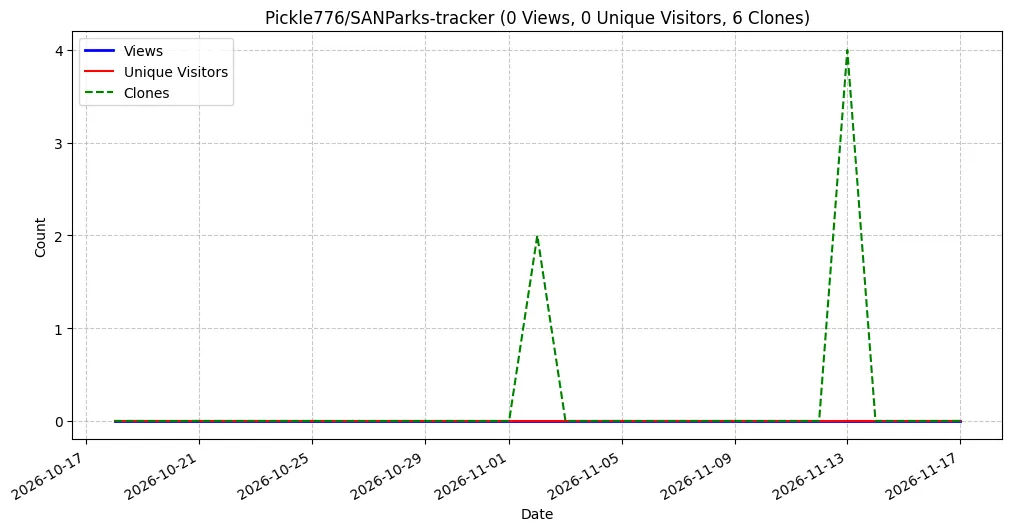 Pickle776/SANParks-tracker (0 Views, 0 Unique Visitors, 6 Clones)
Views
Unique Visitors
Clones
4
3
2
1
0
Count
2026-10-17
2026-10-21
2026-10-25
2026-10-29
2026-11-01
2026-11-05
2026-11-09
2026-11-13
2026-11-17
Date